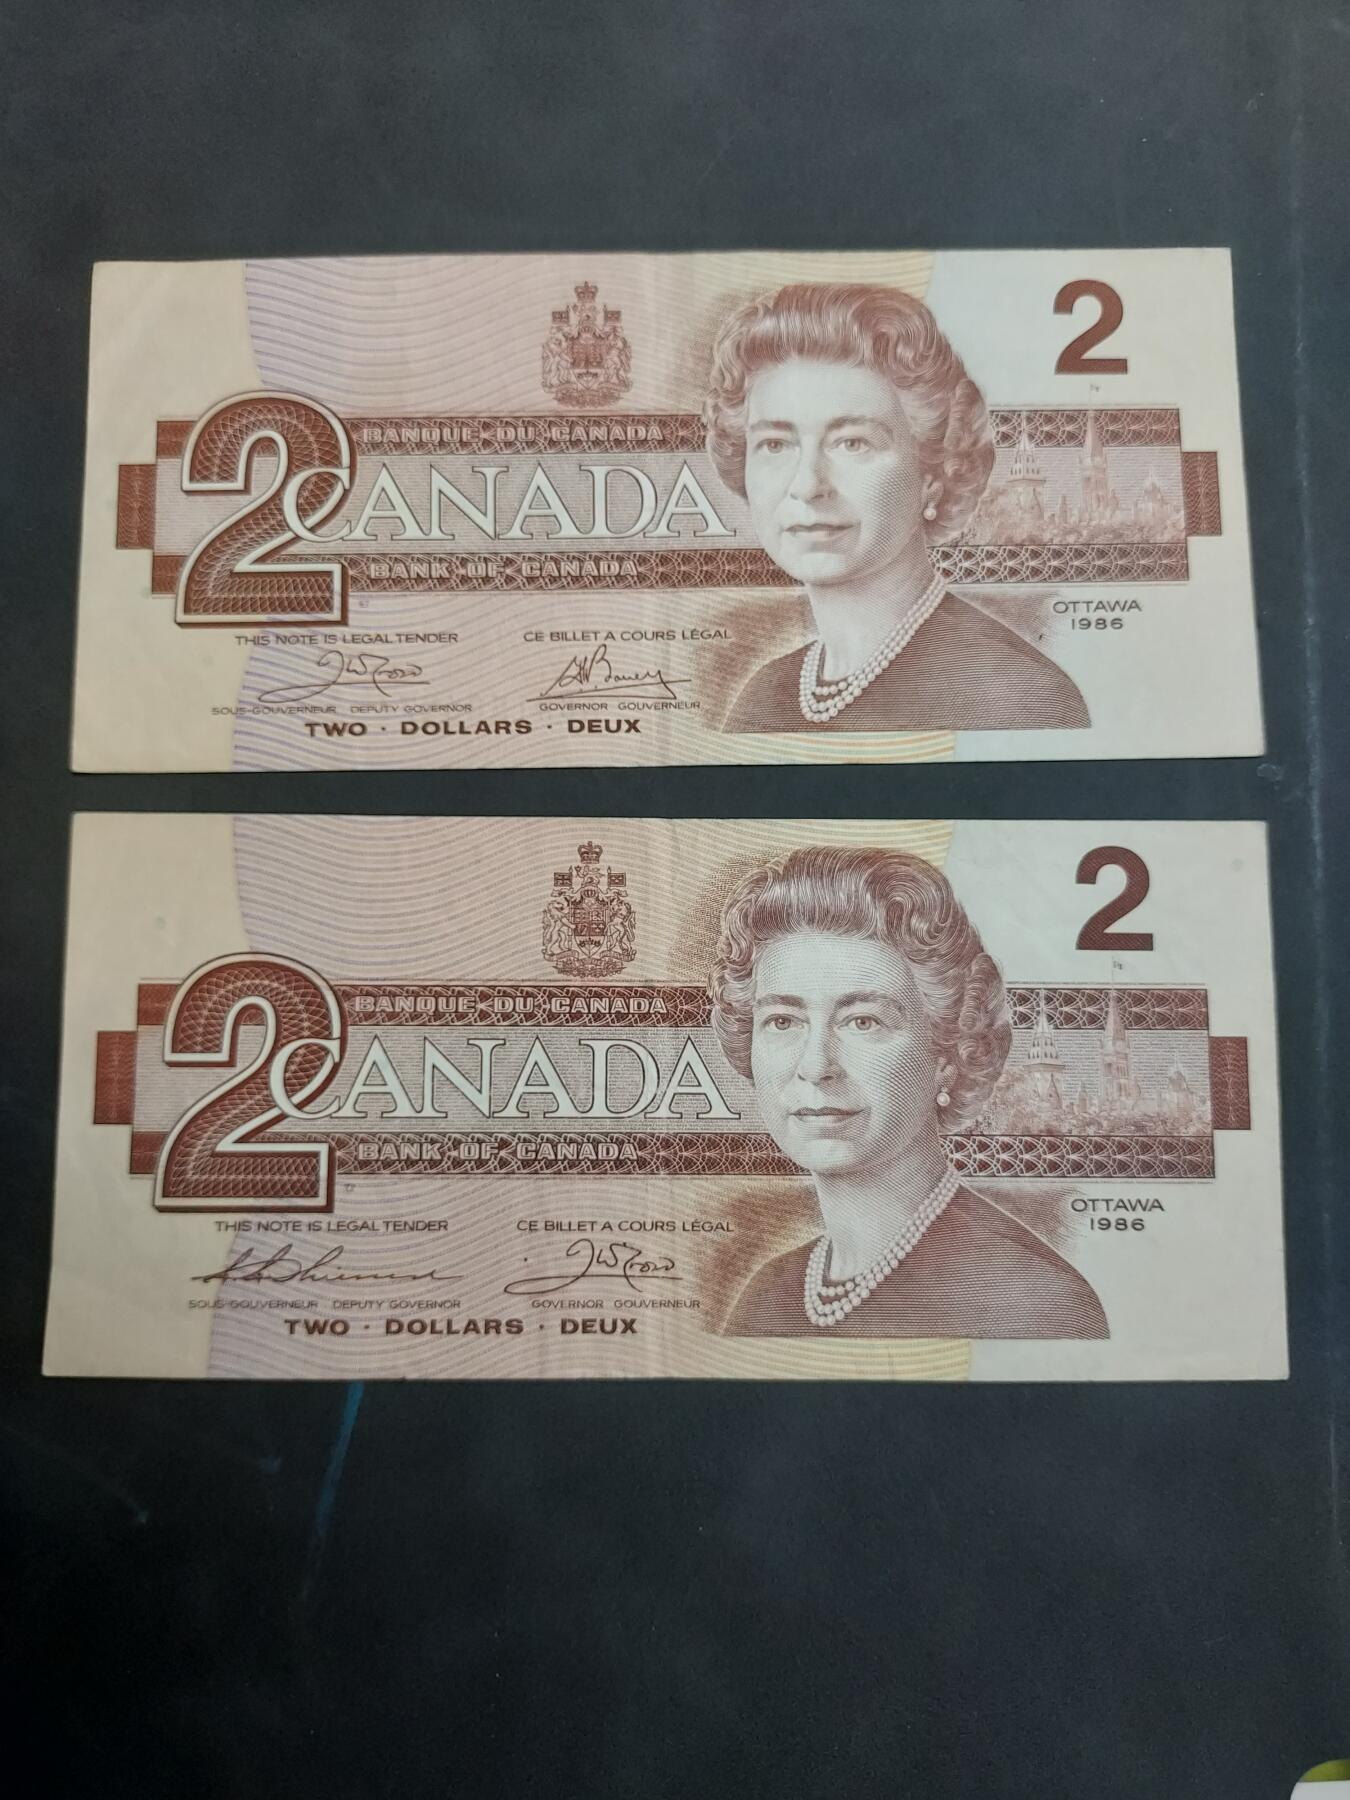 2
BANQUE DU CANADA
2
CANADA
BANK OF CANADA
OTTAWA
1986
THIS NOTE IS LEGAL TENDER CE BILLET A COURS LÉGAL
SOUS-GOUVERNEUR DEPUTY GOVERNOR GOVERNOR GOUVERNEUR
TWO · DOLLARS · DEUX
2
BANQUE DU CANADA
2
CANADA
BANK OF CANADA
OTTAWA
1986
THIS NOTE IS LEGAL TENDER CE BILLET A COURS LÉGAL
SOUS-GOUVERNEUR DEPUTY GOVERNOR GOVERNOR GOUVERNEUR
TWO · DOLLARS · DEUX